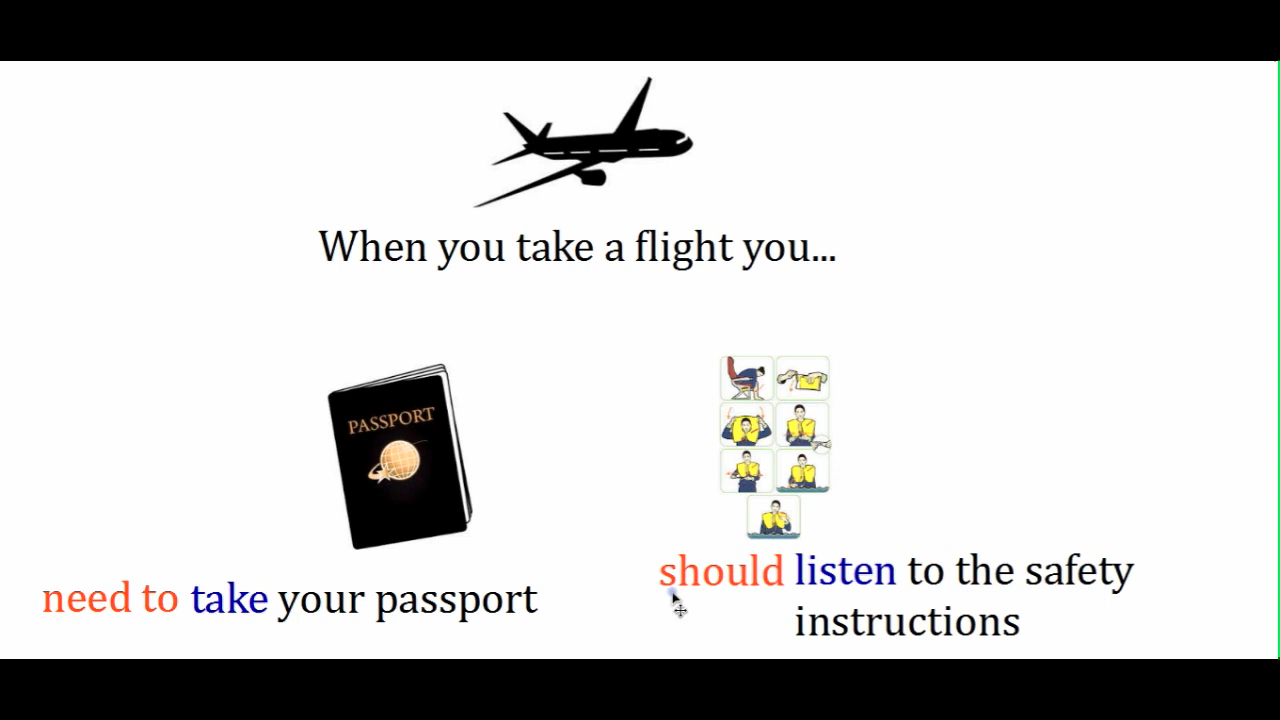 When you take a flight you...
PASSPORT
need to take your passport
should listen to the safety
instructions